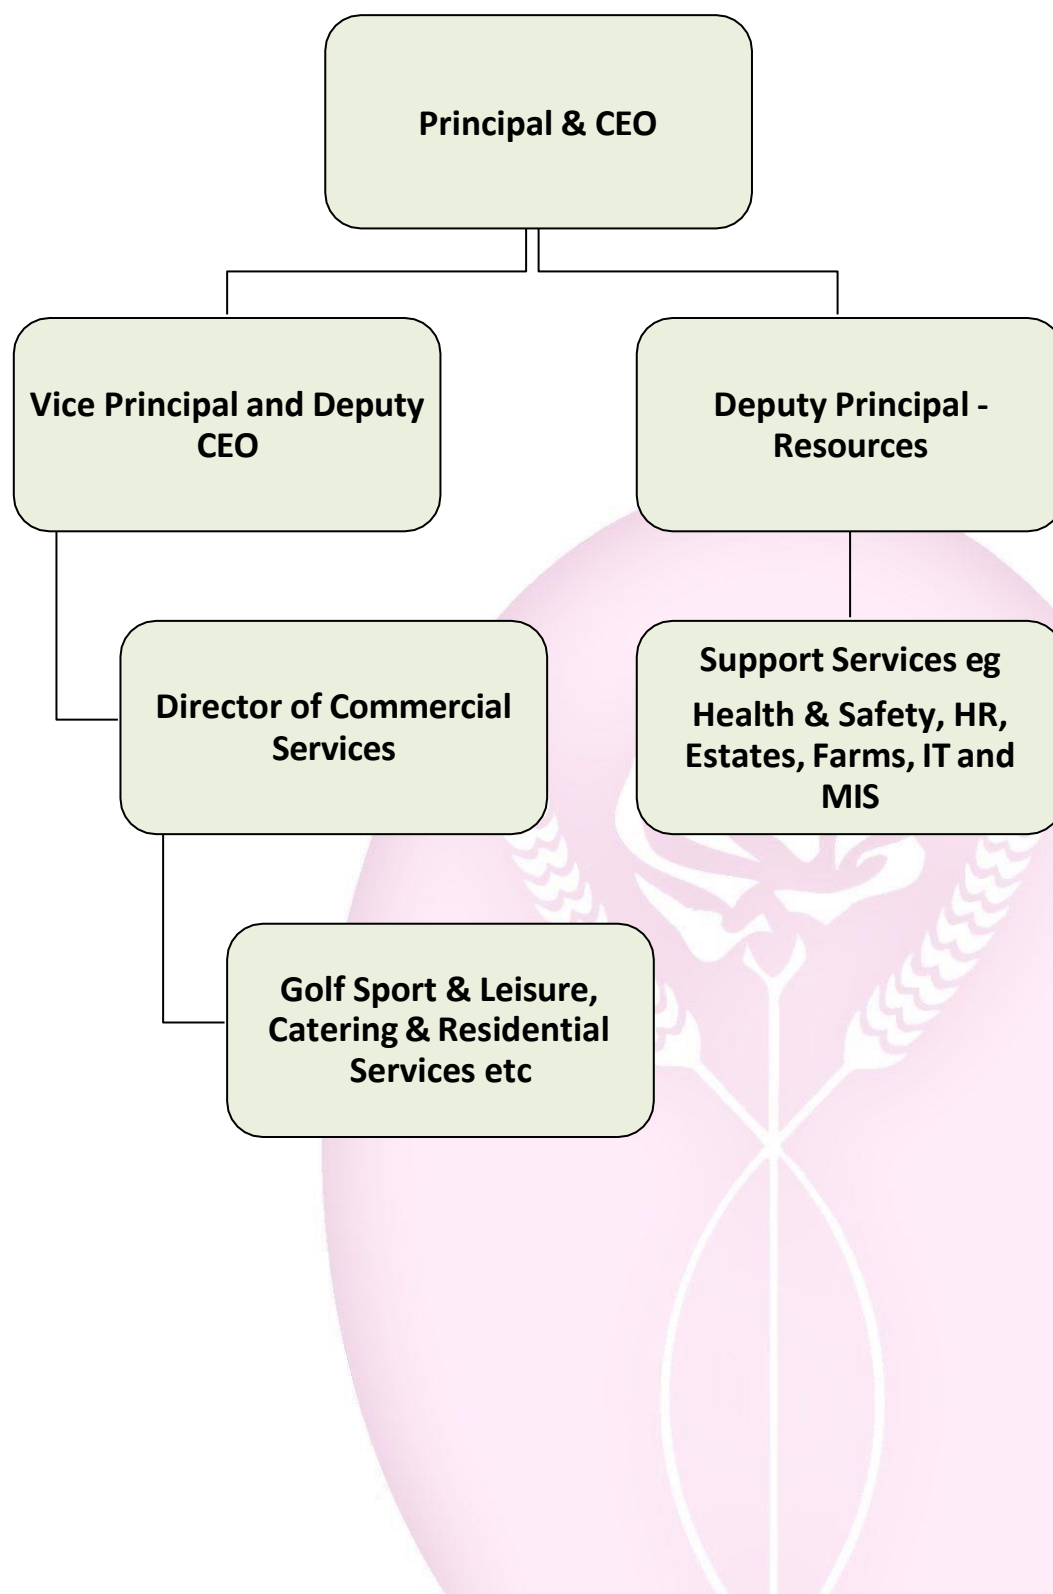 Principal & CEO
Vice Principal and Deputy
CEO
Deputy Principal -
Resources
Director of Commercial
Services
Support Services eg
Health & Safety, HR,
Estates, Farms, IT and
MIS
Golf Sport & Leisure,
Catering & Residential
Services etc